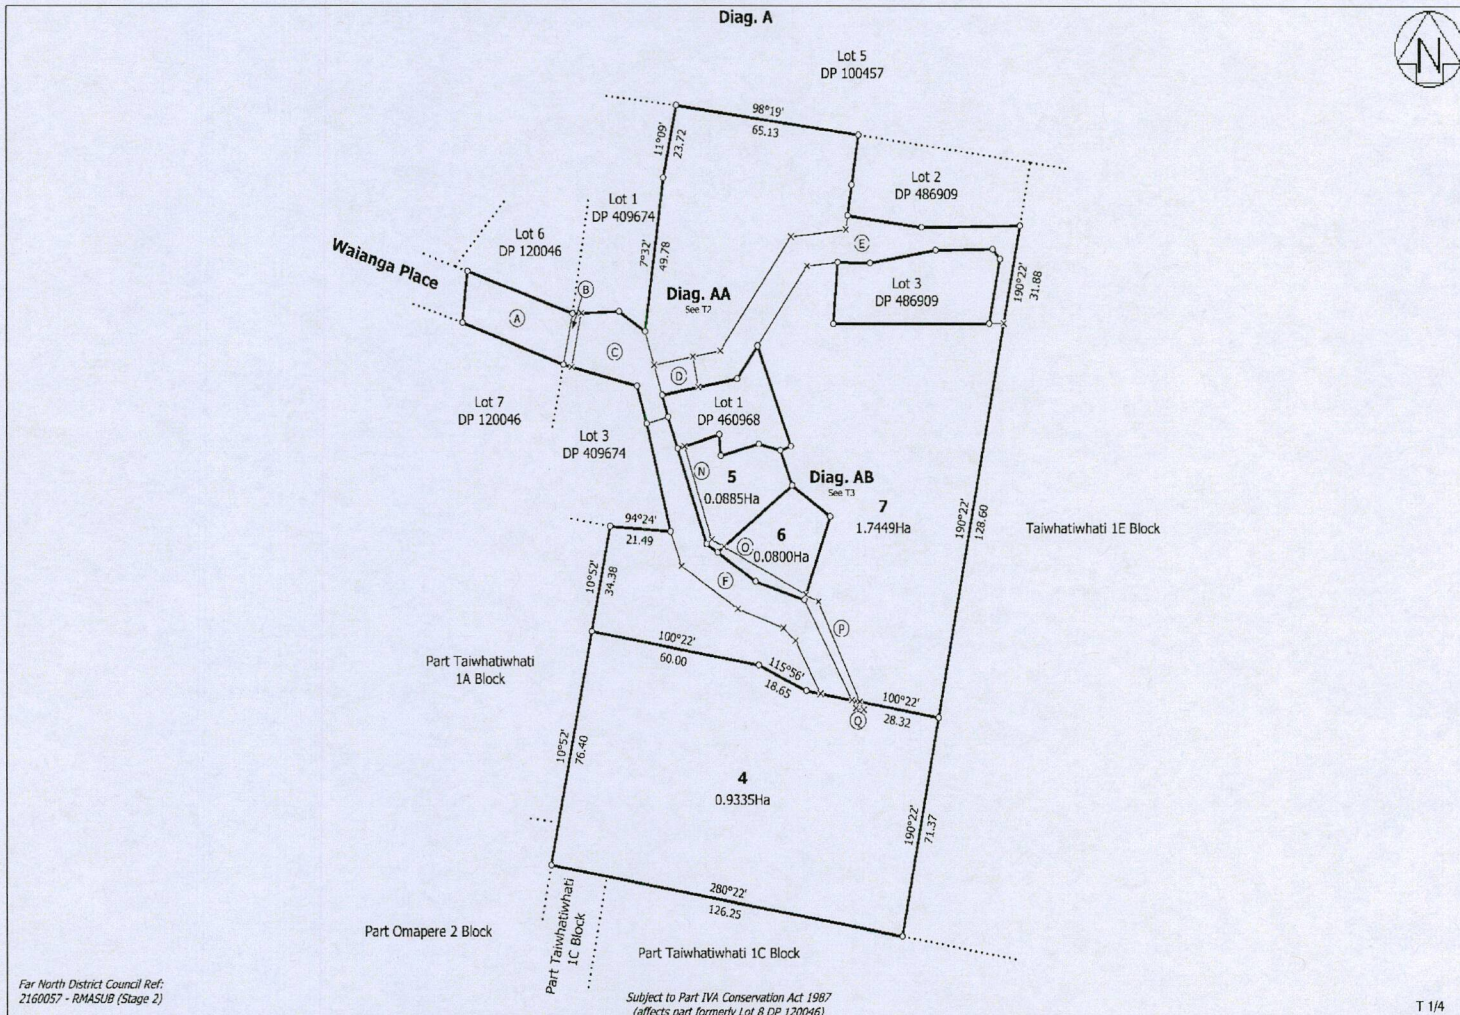 Diag. A
N
Lot 5
DP 100457
98°19'
65.13
11°09'
23.72
Lot 2
DP 486909
Lot 1
DP 409674
Lot 6
DP 120046
Waianga Place
7°32'
49.78
E
190°22'
31.88
Lot 3
DP 486909
B
A
Diag. AA
See T2
C
D
Lot 7
DP 120046
Lot 1
DP 460968
Lot 3
DP 409674
N
5
0.0885Ha
Diag. AB
See T3
7
1.7449Ha
190°22'
128.60
Taiwhatiwhati 1E Block
94°24'
21.49
6
0.0800Ha
O
F
10°52'
34.38
P
100°22'
60.00
115°56'
18.65
Part Taiwhatiwhati
1A Block
100°22'
28.32
Q
10°52'
76.40
4
0.9335Ha
190°22'
71.37
280°22'
126.25
Part Omapere 2 Block
Part Taiwhatiwhati
1C Block
Part Taiwhatiwhati 1C Block
Far North District Council Ref:
2160057 - RMASUB (Stage 2)
Subject to Part IVA Conservation Act 1987
(affects part formerly Lot 8 DP 120046)
T 1/4